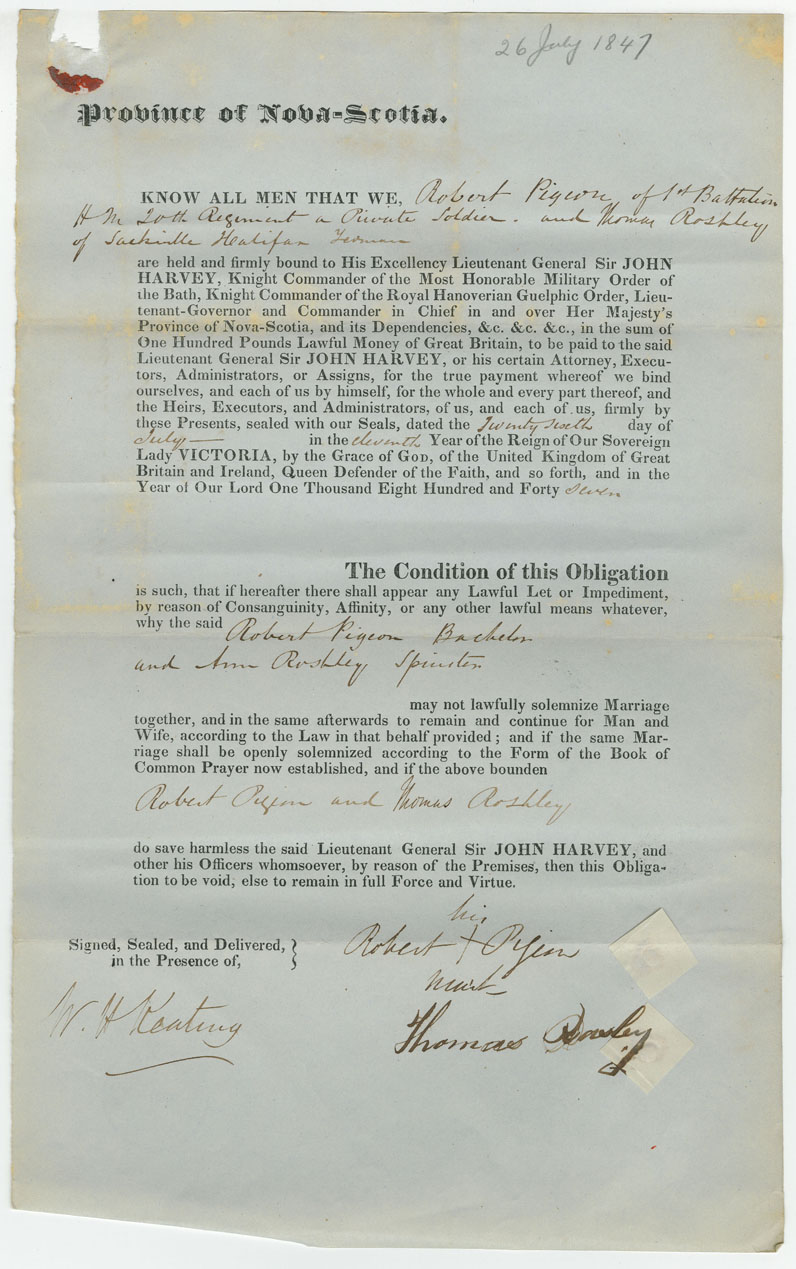 26 July 1847
Province of Nova-Scotia.
KNOW ALL MEN THAT WE, Robert Pigeon of 1st Battalion
H M 20th Regiment a Private Soldier. and Thomas Roshley
of Sackville Halifax Yeoman
are held and firmly bound to His Excellency Lieutenant General Sir JOHN
HARVEY, Knight Commander of the Most Honorable Military Order of
the Bath, Knight Commander of the Royal Hanoverian Guelphic Order, Lieu-
tenant-Governor and Commander in Chief in and over Her Majesty's
Province of Nova-Scotia, and its Dependencies, &c. &c. &c., in the sum of
One Hundred Pounds Lawful Money of Great Britain, to be paid to the said
Lieutenant General Sir JOHN HARVEY, or his certain Attorney, Execu-
tors, Administrators, or Assigns, for the true payment whereof we bind
ourselves, and each of us by himself, for the whole and every part thereof, and
the Heirs, Executors, and Administrators, of us, and each of us, firmly by
these Presents, sealed with our Seals, dated the Twenty Sixth day of
July — in the eleventh Year of the Reign of Our Sovereign
Lady VICTORIA, by the Grace of GOD, of the United Kingdom of Great
Britain and Ireland, Queen Defender of the Faith, and so forth, and in the
Year of Our Lord One Thousand Eight Hundred and Forty seven
The Condition of this Obligation
is such, that if hereafter there shall appear any Lawful Let or Impediment,
by reason of Consanguinity, Affinity, or any other lawful means whatever,
why the said Robert Pigeon Bachelor
and Ann Roshley Spinster
may not lawfully solemnize Marriage
together, and in the same afterwards to remain and continue for Man and
Wife, according to the Law in that behalf provided; and if the same Mar-
riage shall be openly solemnized according to the Form of the Book of
Common Prayer now established, and if the above bounden
Robert Pigeon and Thomas Roshley
do save harmless the said Lieutenant General Sir JOHN HARVEY, and
other his Officers whomsoever, by reason of the Premises, then this Obliga-
tion to be void, else to remain in full Force and Virtue.
Signed, Sealed, and Delivered,
in the Presence of,
his
Robert + Pigeon
mark
W. H Keating
Thomas